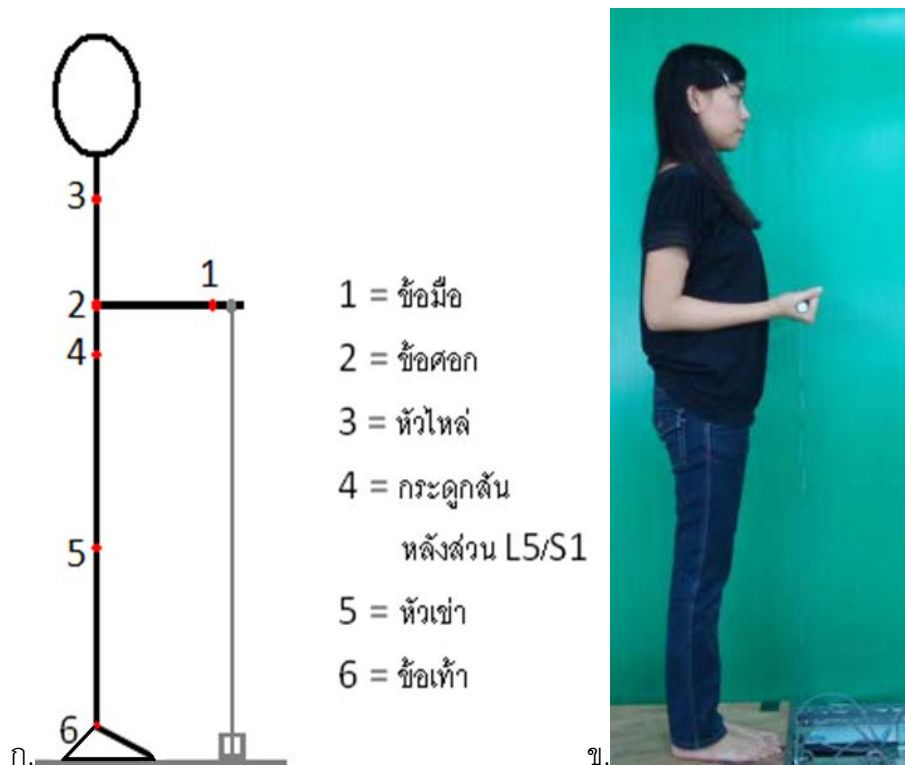 3
1
2
4
5
6
1 = ข้อมือ
2 = ข้อศอก
3 = หัวไหล่
4 = กระดูกสัน
หลังส่วน L5/S1
5 = หัวเข่า
6 = ข้อเท้า
ก.
ข.